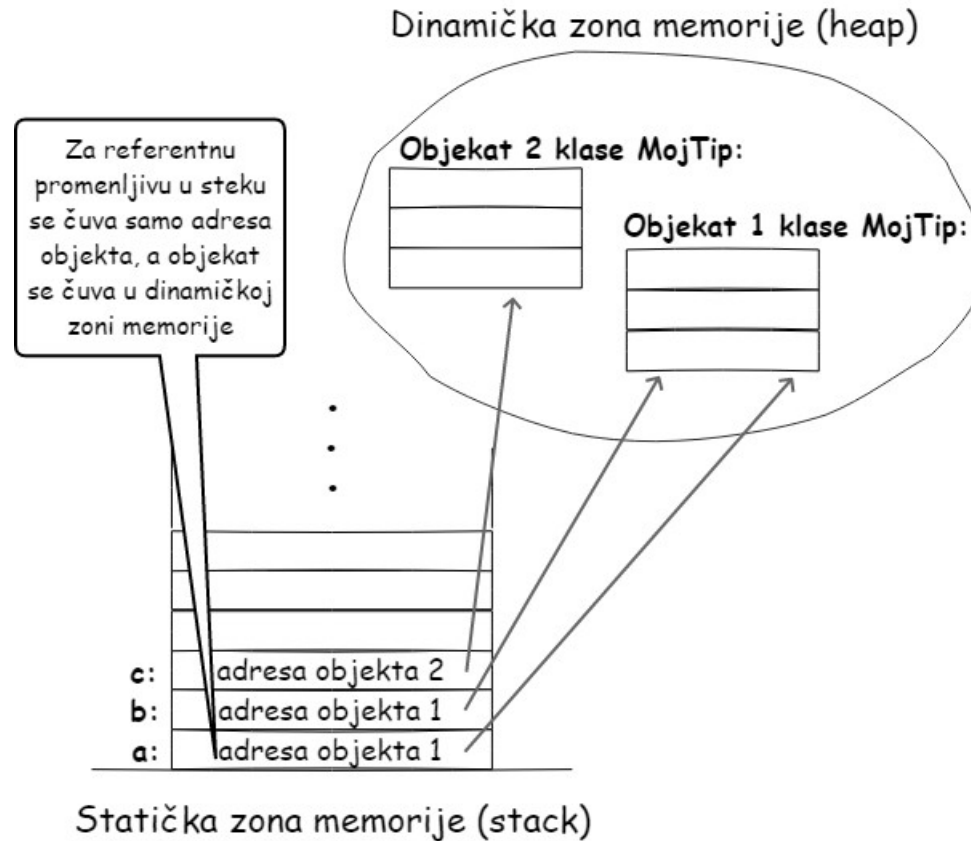 Dinamička zona memorije (heap)
Za referentnu
promenljivu u steku
se čuva samo adresa
objekta, a objekat
se čuva u dinamičkoj
zoni memorije
Objekat 2 klase MojTip:
Objekat 1 klase MojTip:
c: adresa objekta 2
b: adresa objekta 1
a: adresa objekta 1
Statička zona memorije (stack)